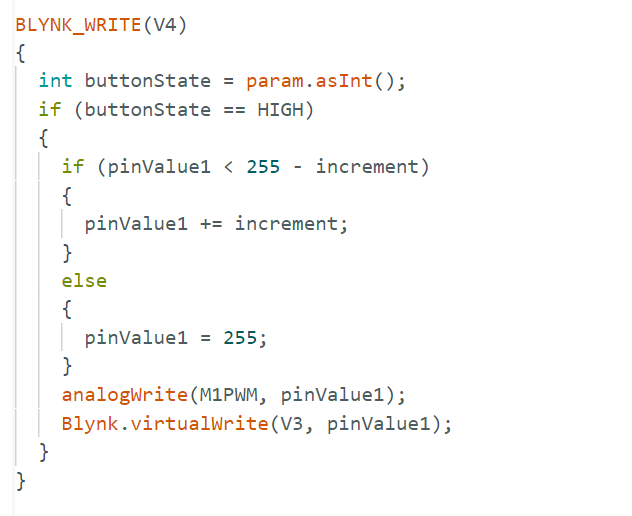 BLYNK_WRITE(V4)
{
  int buttonState = param.asInt();
  if (buttonState == HIGH)
  {
    if (pinValue1 < 255 - increment)
    {
      pinValue1 += increment;
    }
    else
    {
      pinValue1 = 255;
    }
    analogWrite(M1PWM, pinValue1);
    Blynk.virtualWrite(V3, pinValue1);
  }
}